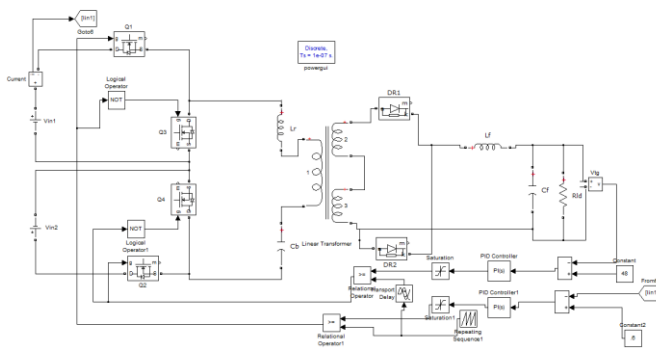 [Iin1]
Goto6
Q1
Discrete,
Ts = 1e-07 s.
powergui
Current
Logical
Operator
NOT
DR1
Vin1
Q3
Lr
Lf
Q4
1
2
3
Vtg
Cf
Rld
Vin2
NOT
Logical
Operator1
Cb
Linear Transformer
DR2
Saturation
PID Controller
PI(s)
Constant
48
Q2
>=
Relational
Operator
Transport
Delay
PID Controller1
PI(s)
[Iin1]
Saturation1
>=
Relational
Operator1
Repeating
Sequence1
Constant2